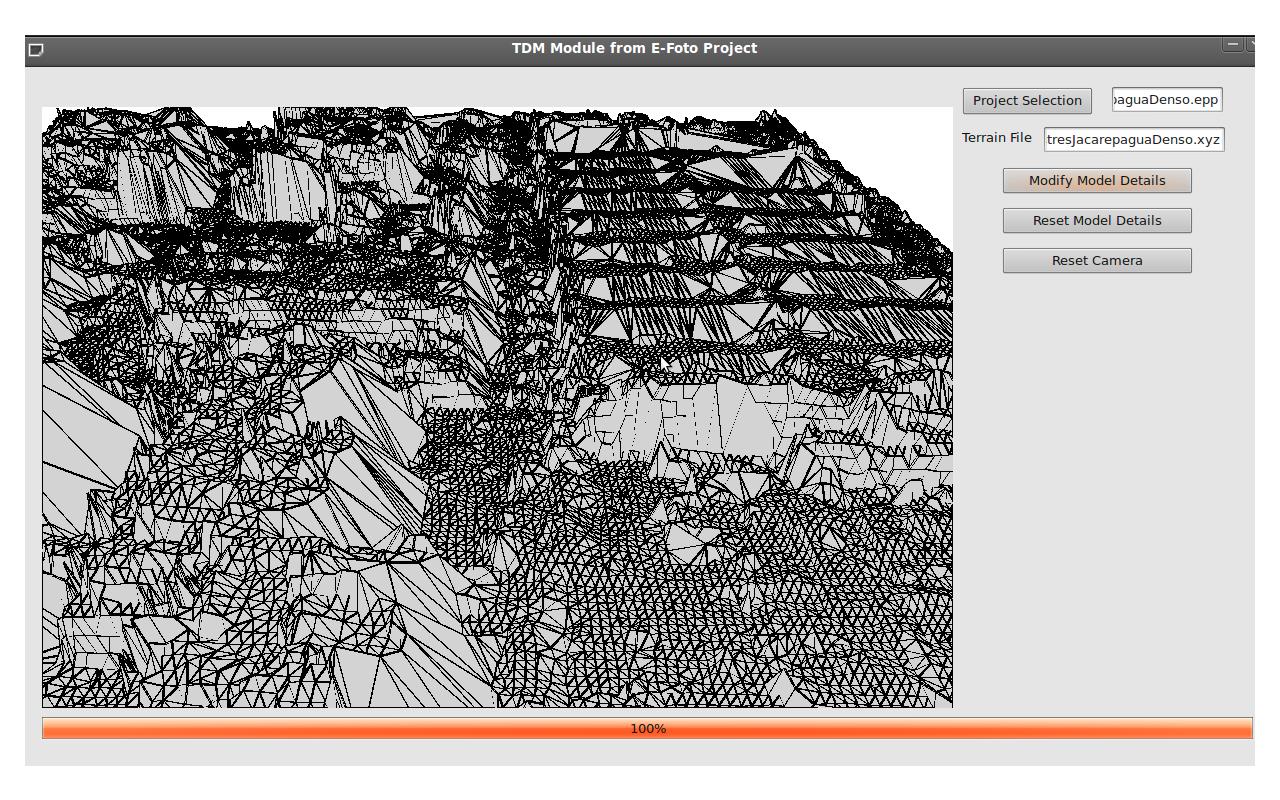 TDM Module from E-Foto Project
Project Selection
paguaDenso.epp
Terrain File
tresJacarepaguaDenso.xyz
Modify Model Details
Reset Model Details
Reset Camera
100%